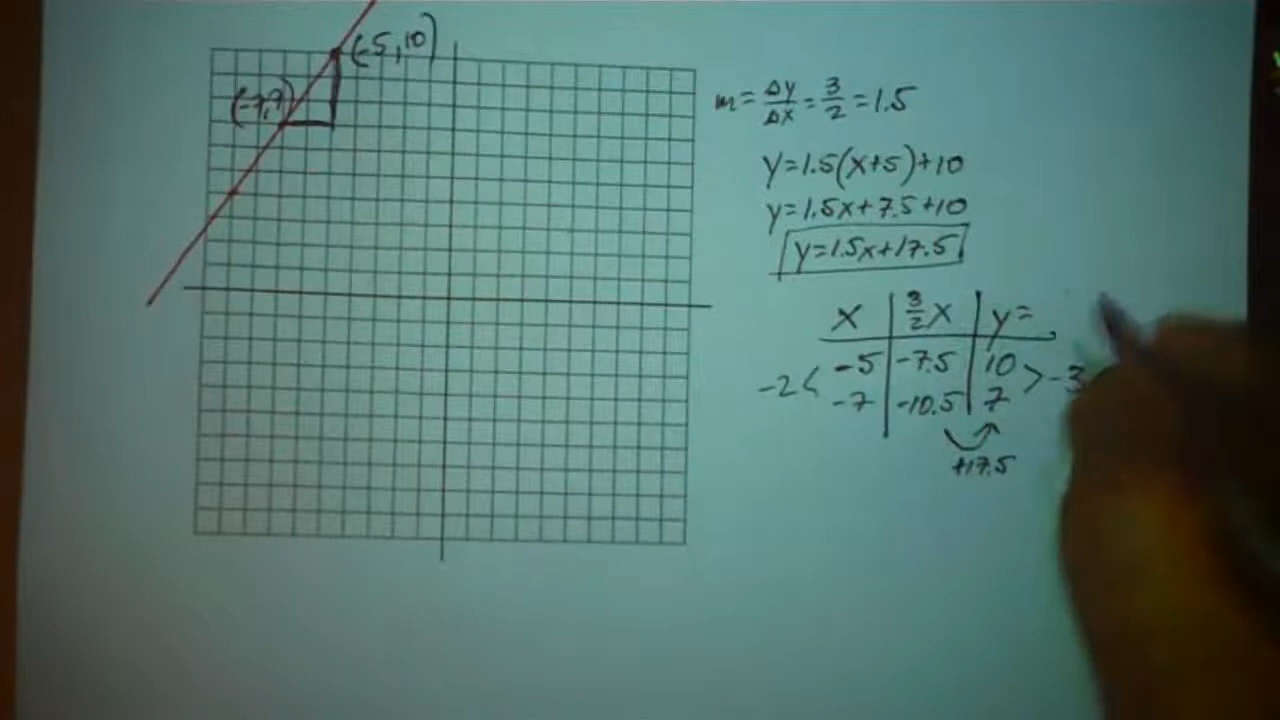 (-5,10)
(-7,7)
m=Δy/Δx=3/2=1.5
y=1.5(x+5)+10
y=1.5x+7.5+10
y=1.5x+17.5
x | 3/2 x | y=
-2< -5 | -7.5 | 10 >-3
-7 | -10.5 | 7
+17.5